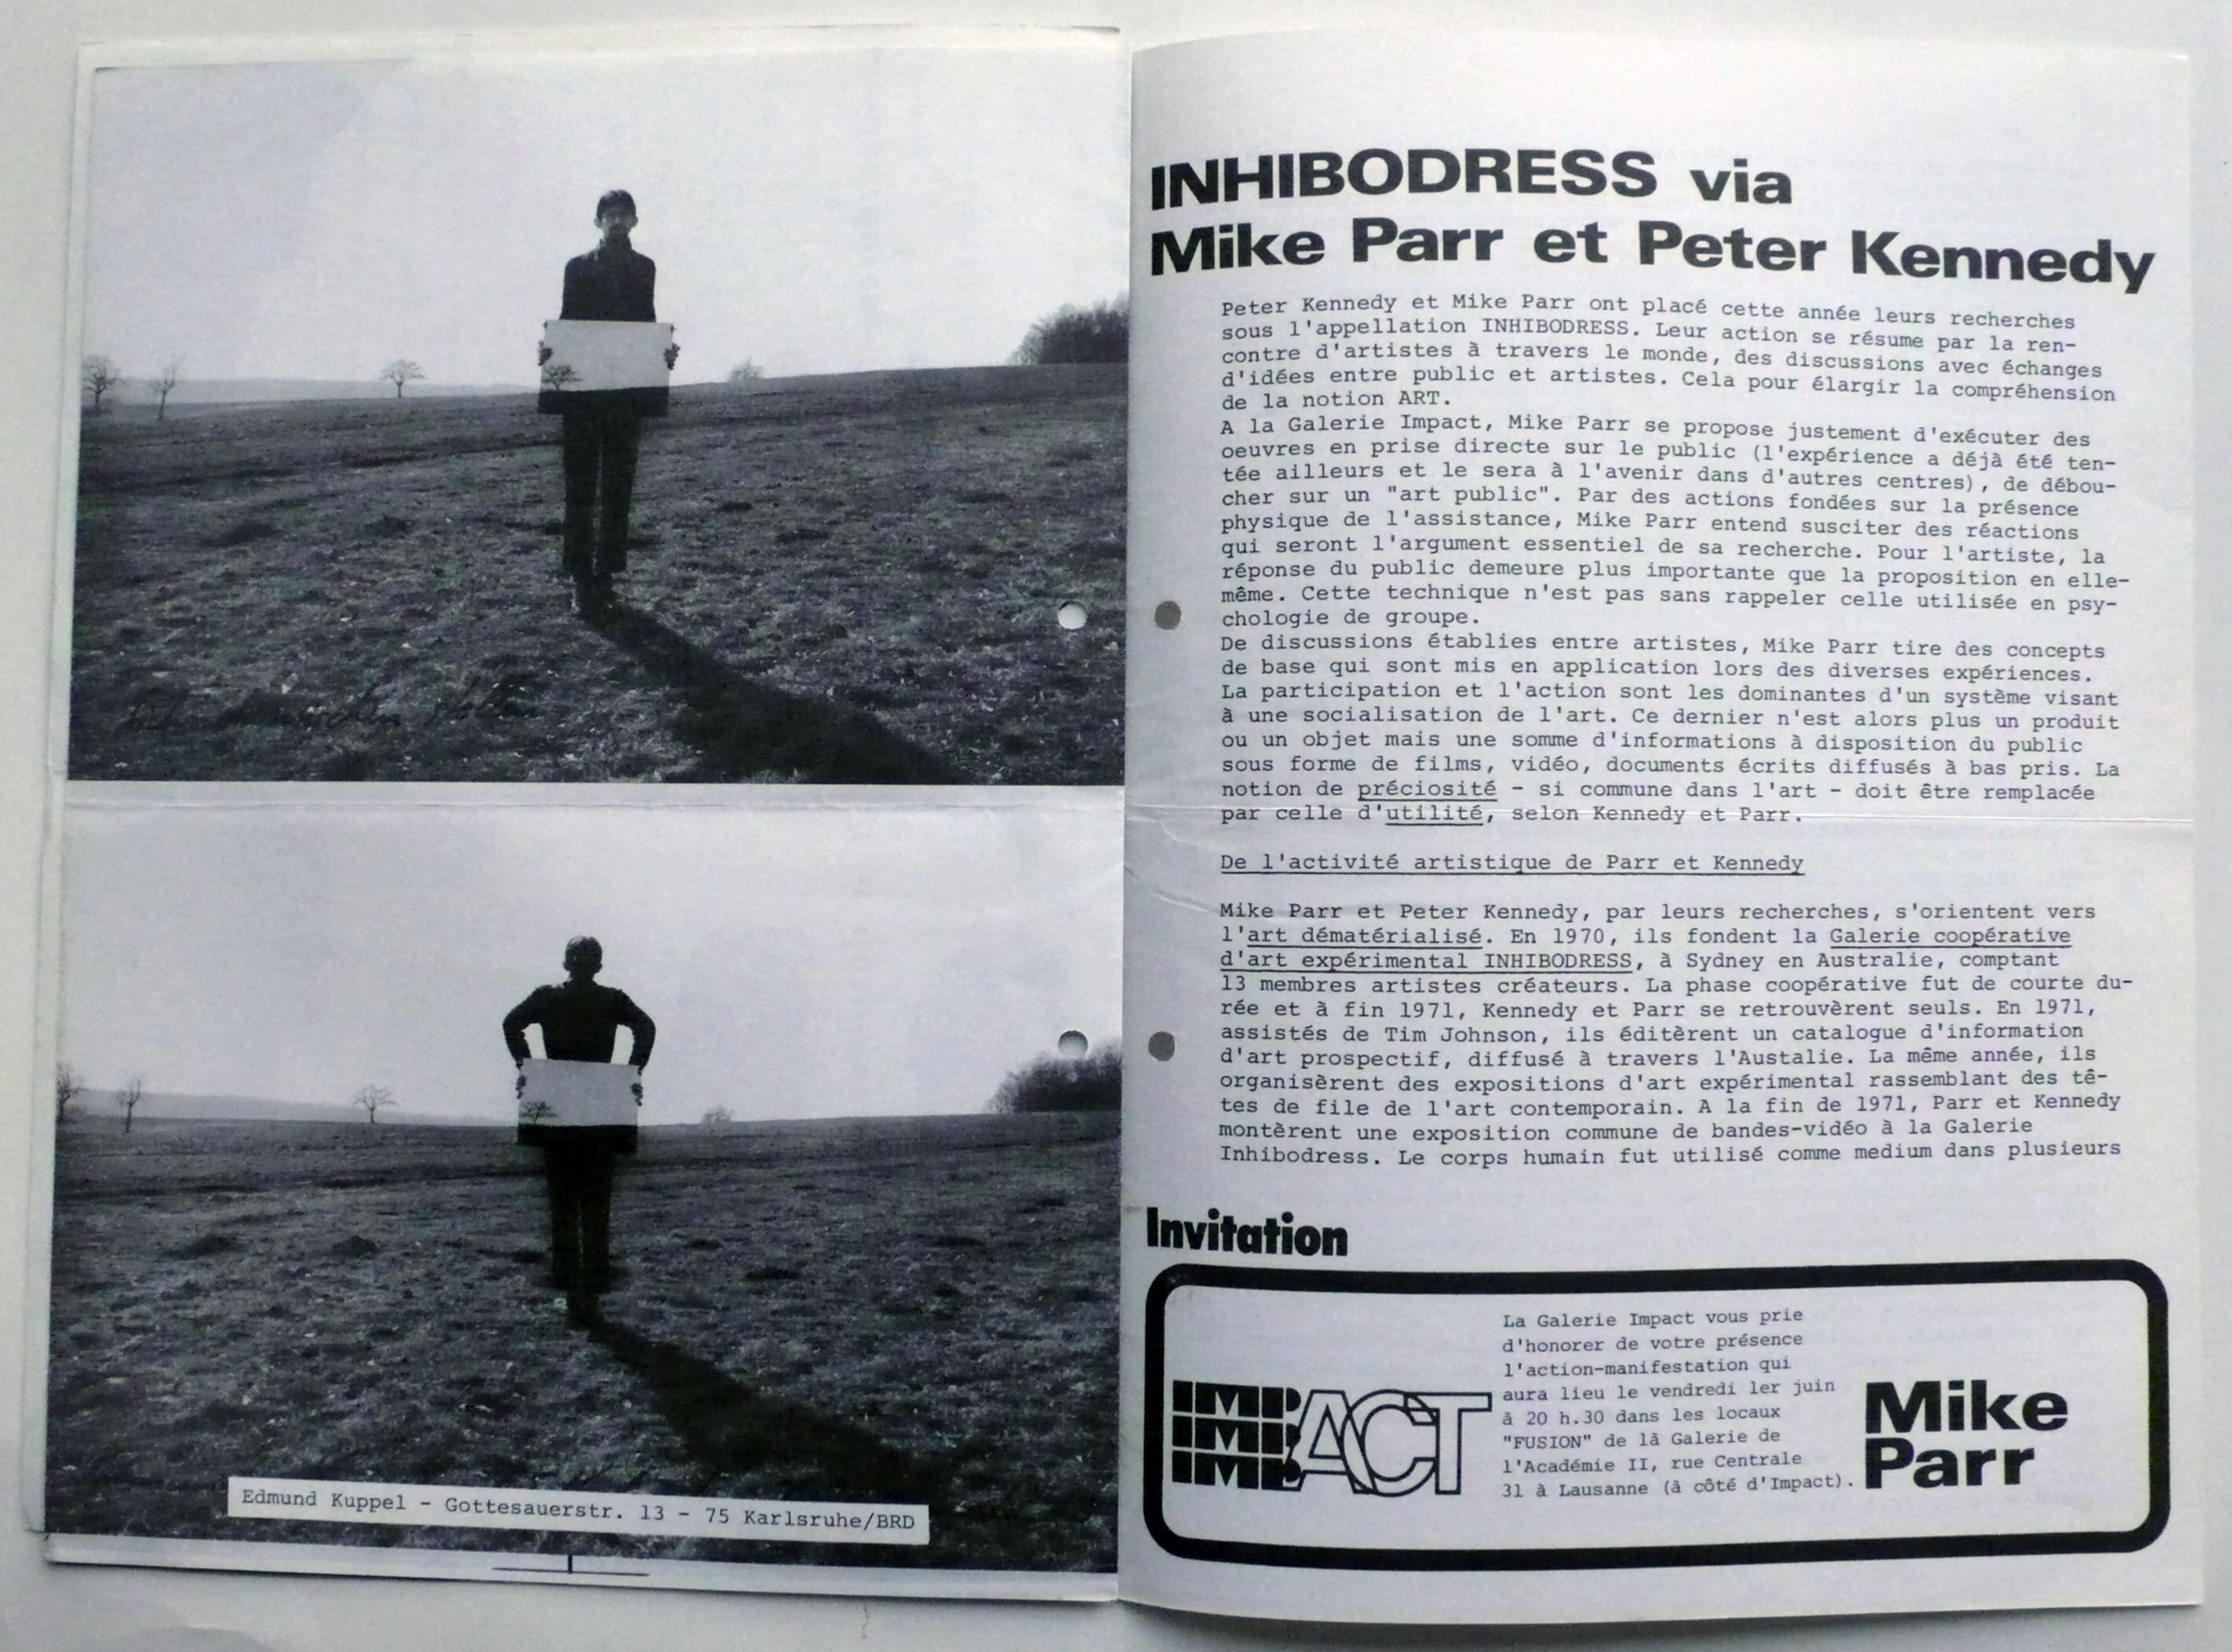 Edmund Kuppel - Gottesauerstr. 13 - 75 Karlsruhe/BRD
INHIBODRESS via
Mike Parr et Peter Kennedy
Peter Kennedy et Mike Parr ont placé cette année leurs recherches
sous l'appellation INHIBODRESS. Leur action se résume par la ren-
contre d'artistes à travers le monde, des discussions avec échanges
d'idées entre public et artistes. Cela pour élargir la compréhension
de la notion ART.
A la Galerie Impact, Mike Parr se propose justement d'exécuter des
oeuvres en prise directe sur le public (l'expérience a déjà été ten-
tée ailleurs et le sera à l'avenir dans d'autres centres), de débou-
cher sur un "art public". Par des actions fondées sur la présence
physique de l'assistance, Mike Parr entend susciter des réactions
qui seront l'argument essentiel de sa recherche. Pour l'artiste, la
réponse du public demeure plus importante que la proposition en elle-
même. Cette technique n'est pas sans rappeler celle utilisée en psy-
chologie de groupe.
De discussions établies entre artistes, Mike Parr tire des concepts
de base qui sont mis en application lors des diverses expériences.
La participation et l'action sont les dominantes d'un système visant
à une socialisation de l'art. Ce dernier n'est alors plus un produit
ou un objet mais une somme d'informations à disposition du public
sous forme de films, vidéo, documents écrits diffusés à bas pris. La
notion de préciosité - si commune dans l'art - doit être remplacée
par celle d'utilité, selon Kennedy et Parr.
De l'activité artistique de Parr et Kennedy
Mike Parr et Peter Kennedy, par leurs recherches, s'orientent vers
l'art dématérialisé. En 1970, ils fondent la Galerie coopérative
d'art expérimental INHIBODRESS, à Sydney en Australie, comptant
13 membres artistes créateurs. La phase coopérative fut de courte du-
rée et à fin 1971, Kennedy et Parr se retrouvèrent seuls. En 1971,
assistés de Tim Johnson, ils éditèrent un catalogue d'information
d'art prospectif, diffusé à travers l'Austalie. La même année, ils
organisèrent des expositions d'art expérimental rassemblant des tê-
tes de file de l'art contemporain. A la fin de 1971, Parr et Kennedy
montèrent une exposition commune de bandes-vidéo à la Galerie
Inhibodress. Le corps humain fut utilisé comme medium dans plusieurs
Invitation
IMPACT
La Galerie Impact vous prie
d'honorer de votre présence
l'action-manifestation qui
aura lieu le vendredi 1er juin
à 20 h.30 dans les locaux
"FUSION" de là Galerie de
l'Académie II, rue Centrale
31 à Lausanne (à côté d'Impact).
Mike
Parr